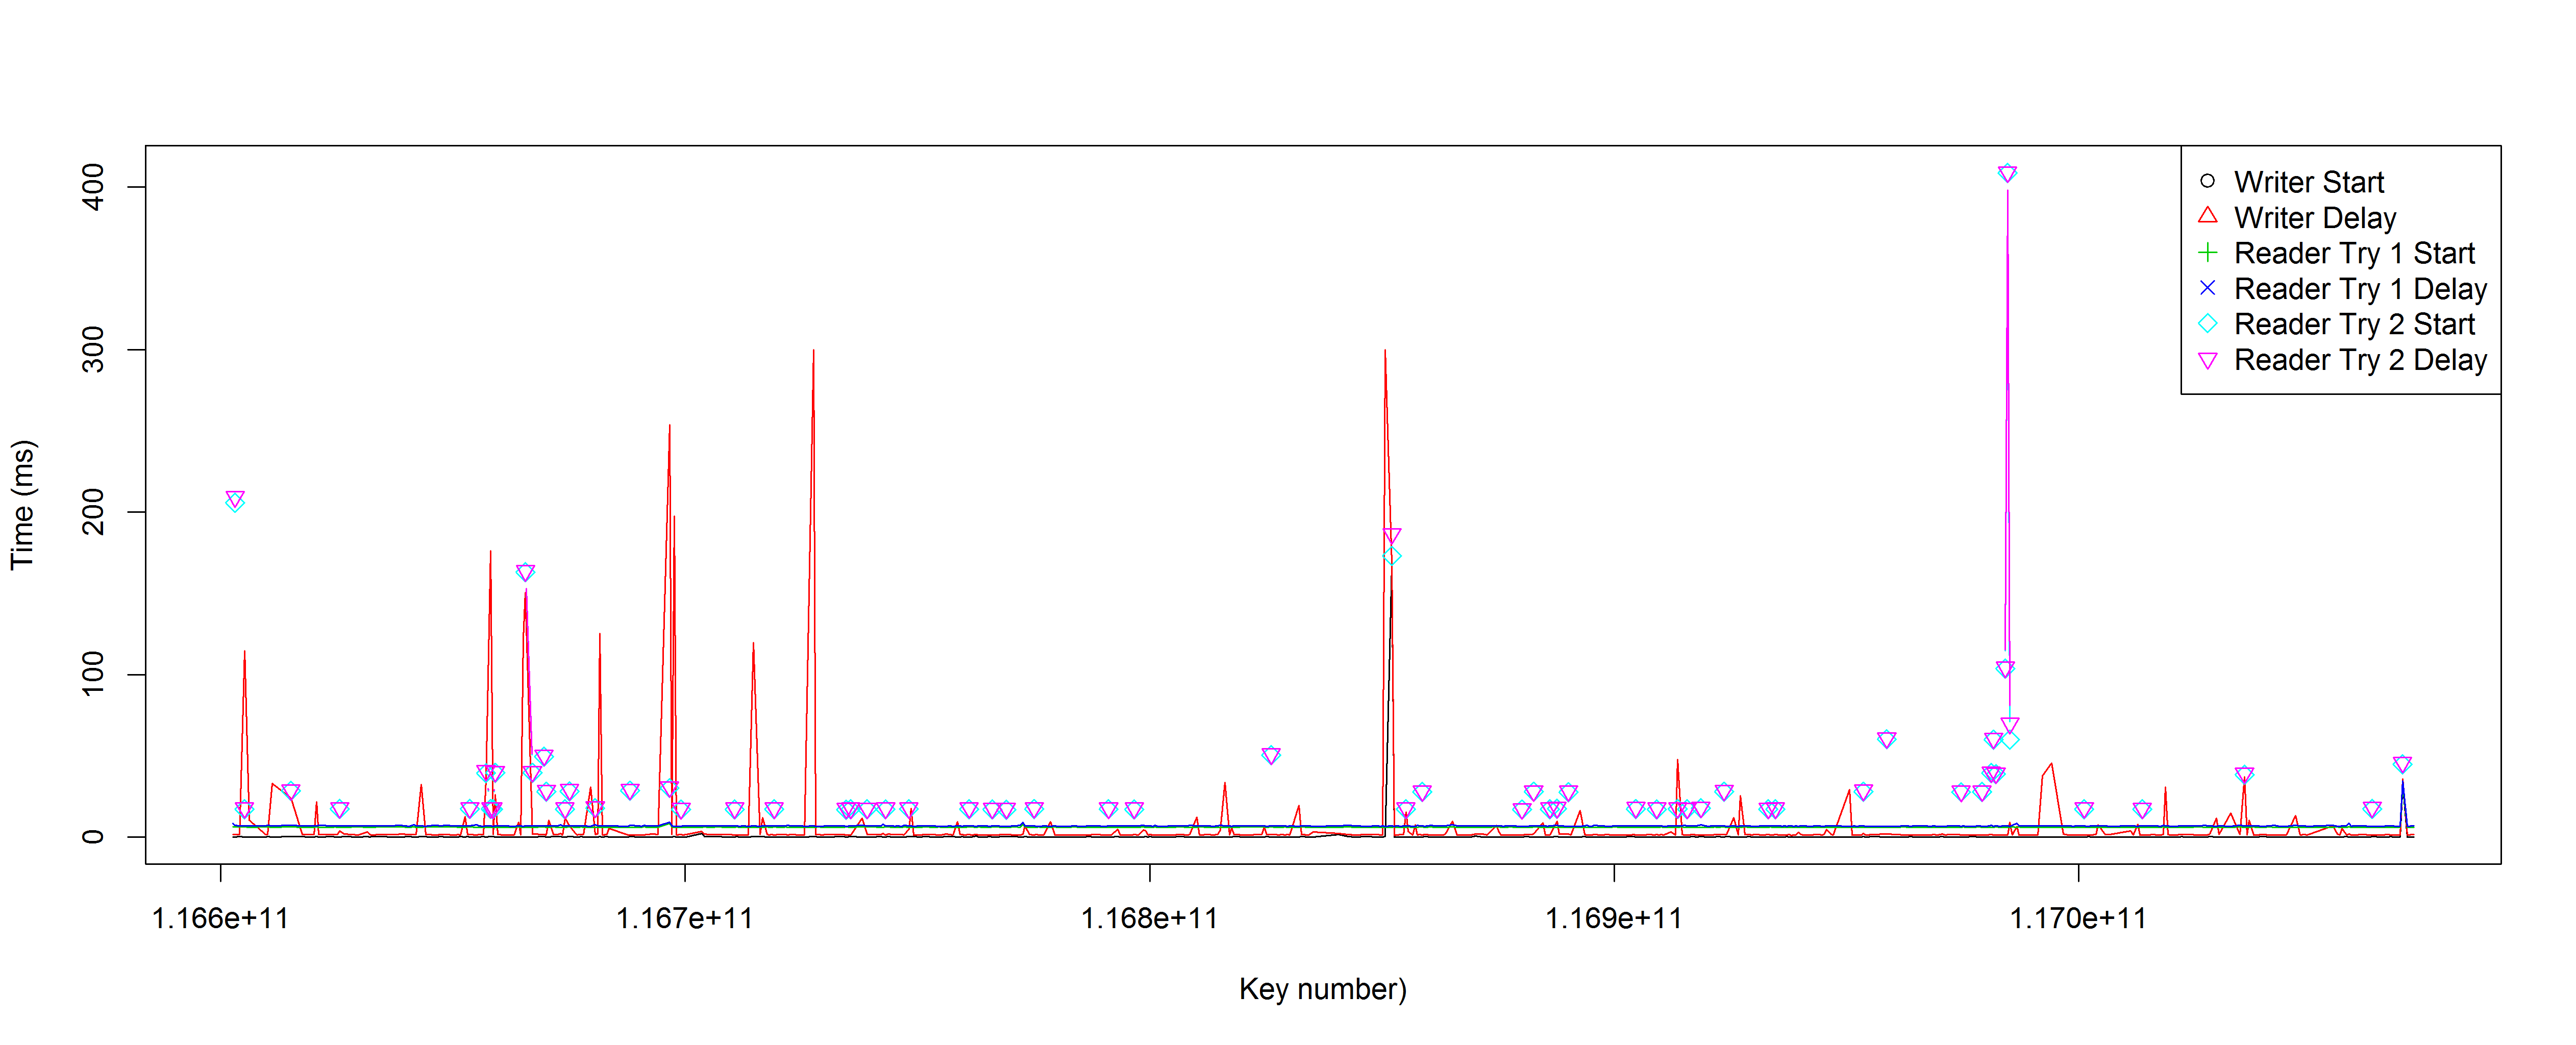 400
300
200
100
0
Time (ms)
Writer Start
Writer Delay
Reader Try 1 Start
Reader Try 1 Delay
Reader Try 2 Start
Reader Try 2 Delay
1.166e+11 1.167e+11 1.168e+11 1.169e+11 1.170e+11
Key number)